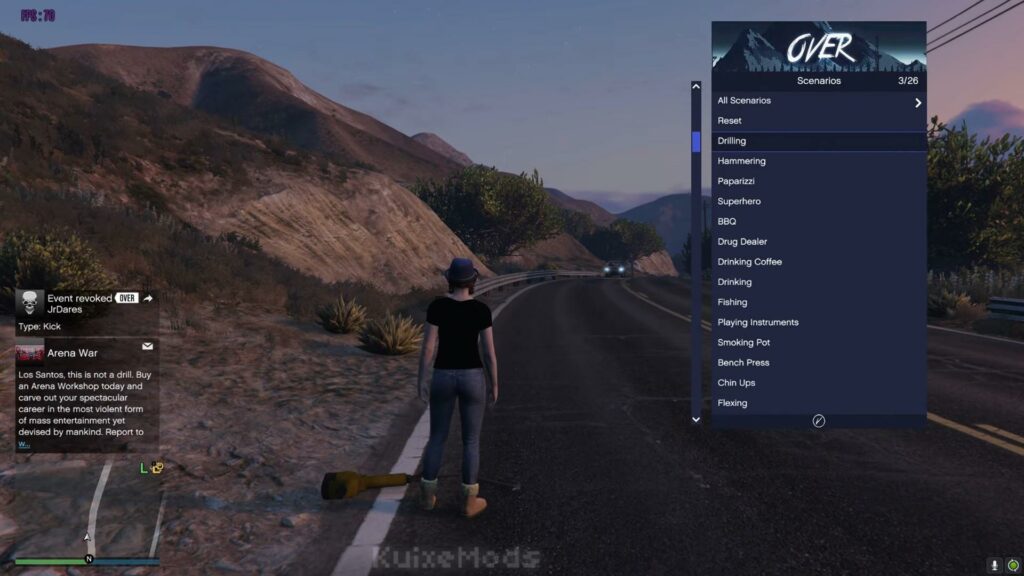 FPS: 70
OVER
Scenarios 3/26
All Scenarios
Reset
Drilling
Hammering
Paparizzi
Superhero
BBQ
Drug Dealer
Drinking Coffee
Drinking
Fishing
Playing Instruments
Smoking Pot
Bench Press
Chin Ups
Flexing
Event revoked OVER
JrDares
Type: Kick
Arena War
Los Santos, this is not a drill. Buy
an Arena Workshop today and
carve out your spectacular
career in the most violent form
of mass entertainment yet
devised by mankind. Report to
w...
L
N
KuixeMods